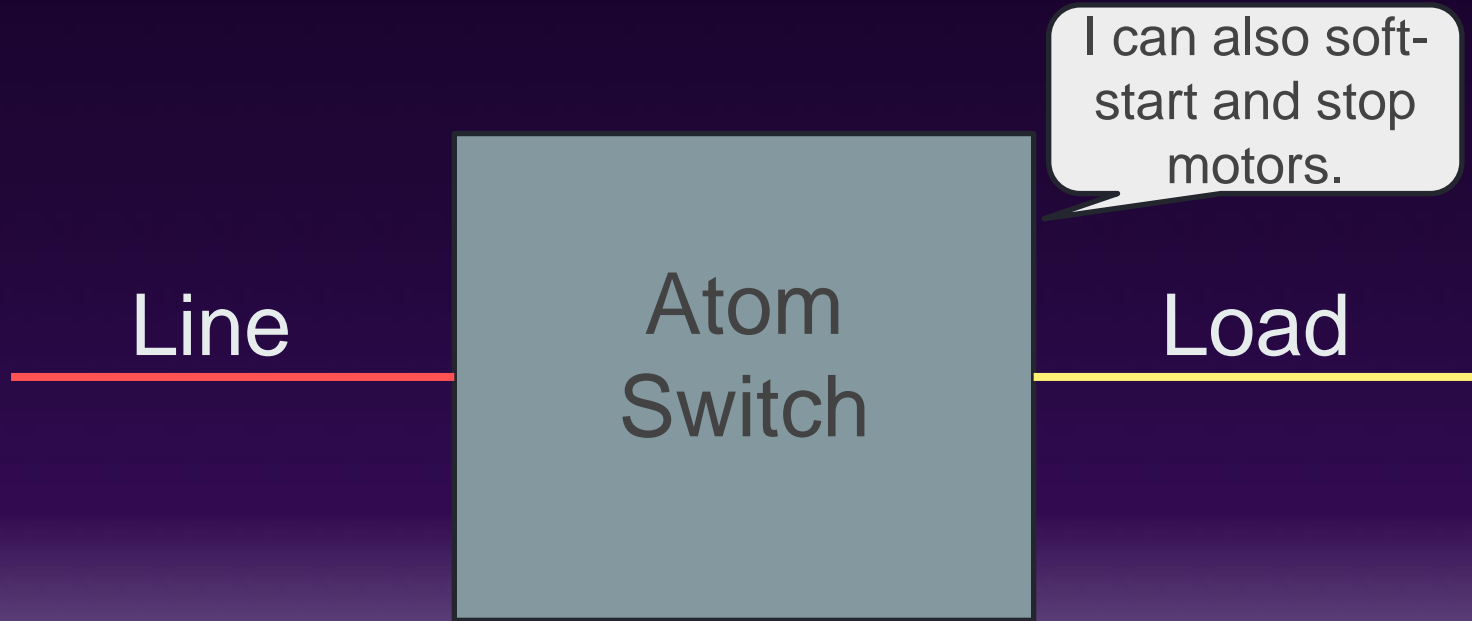 I can also soft-
start and stop
motors.
Line
Atom
Switch
Load